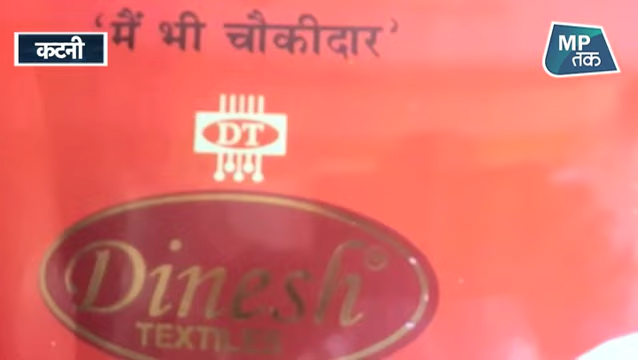 कटनी
'मैं भी चौकीदार'
MP
तक
DT
Dinesh®
TEXTILES